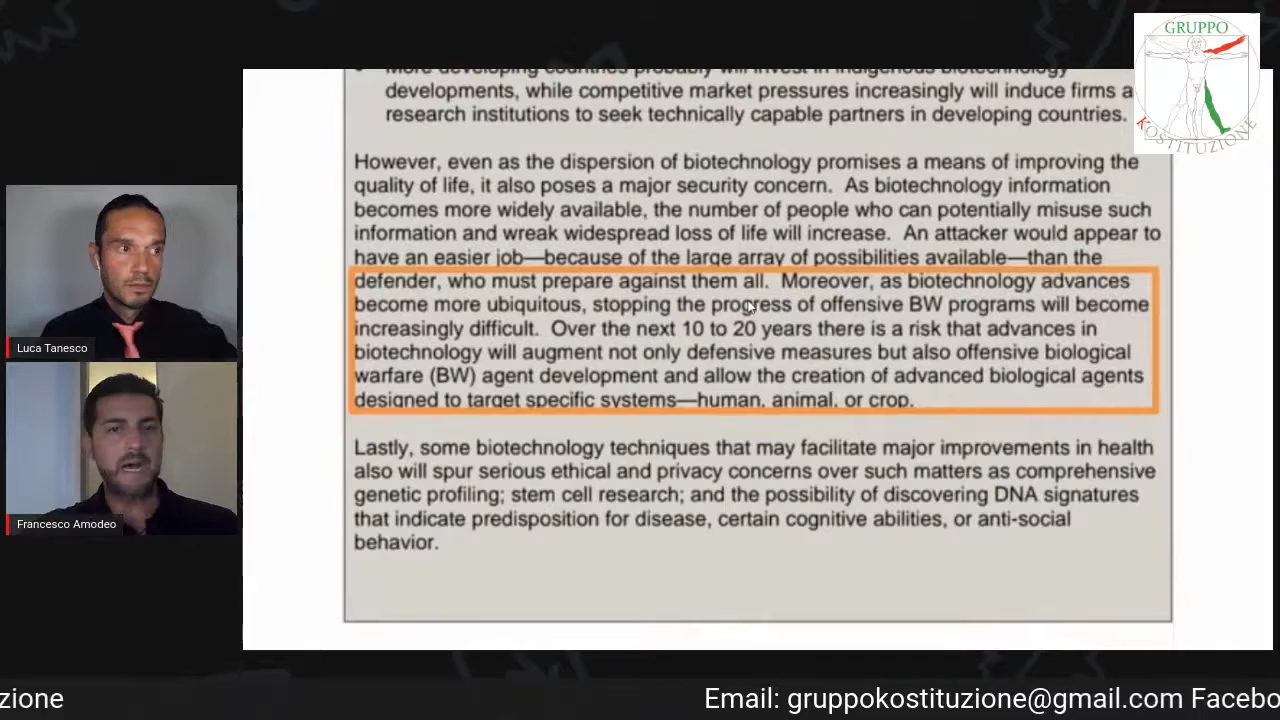 GRUPPO
KOSTITUZIONE
More developing countries probably will invest in indigenous biotechnology
developments, while competitive market pressures increasingly will induce firms a
research institutions to seek technically capable partners in developing countries.
However, even as the dispersion of biotechnology promises a means of improving the
quality of life, it also poses a major security concern. As biotechnology information
becomes more widely available, the number of people who can potentially misuse such
information and wreak widespread loss of life will increase. An attacker would appear to
have an easier job—because of the large array of possibilities available—than the
defender, who must prepare against them all. Moreover, as biotechnology advances
become more ubiquitous, stopping the progress of offensive BW programs will become
increasingly difficult. Over the next 10 to 20 years there is a risk that advances in
biotechnology will augment not only defensive measures but also offensive biological
warfare (BW) agent development and allow the creation of advanced biological agents
designed to target specific systems—human, animal, or crop.
Lastly, some biotechnology techniques that may facilitate major improvements in health
also will spur serious ethical and privacy concerns over such matters as comprehensive
genetic profiling; stem cell research; and the possibility of discovering DNA signatures
that indicate predisposition for disease, certain cognitive abilities, or anti-social
behavior.
Luca Tanesco
Francesco Amodeo
zione Email: gruppokostituzione@gmail.com Facebo